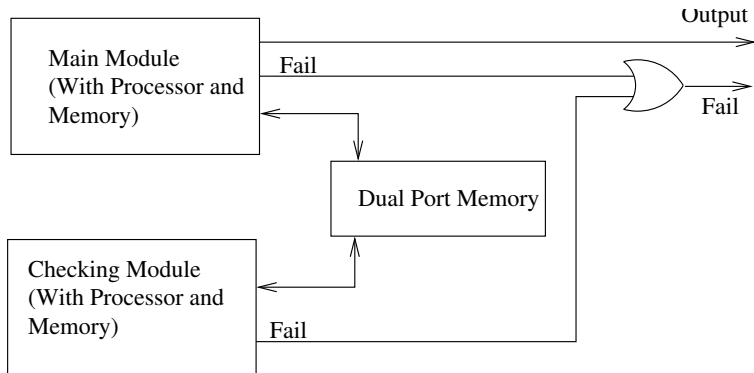 Output
Main Module
(With Processor and
Memory)
Fail
Fail
Dual Port Memory
Checking Module
(With Processor and
Memory)
Fail